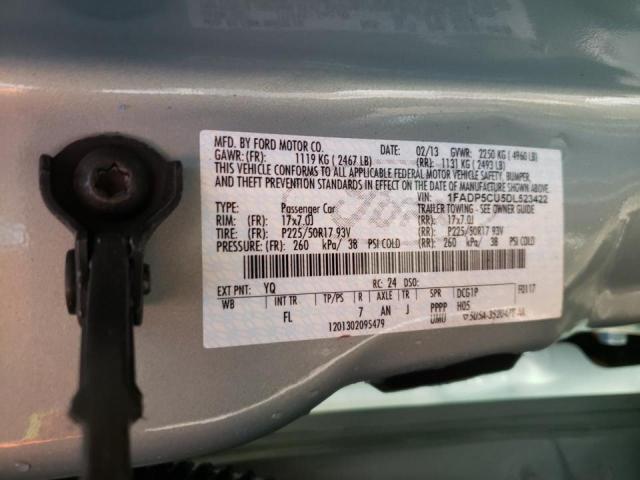 MFD. BY FORD MOTOR CO. DATE: 02/13 GVWR: 2250 KG ( 4960 LB)
GAWR: (FR): 1119 KG ( 2467 LB) (RR): 1131 KG ( 2493 LB)
THIS VEHICLE CONFORMS TO ALL APPLICABLE FEDERAL MOTOR VEHICLE SAFETY, BUMPER,
AND THEFT PREVENTION STANDARDS IN EFFECT ON THE DATE OF MANUFACTURE SHOWN ABOVE.
VIN: 1FADP5CU5DL523422
TYPE: Passenger Car TRAILER TOWING - SEE OWNER GUIDE
RIM: (FR): 17x7.0J (RR): 17x7.0J
TIRE: (FR): P225/50R17 93V (RR): P225/50R17 93V
PRESSURE: (FR): 260 kPa/ 38 PSI COLD (RR): 260 kPa/ 38 PSI COLD
EXT PNT: YQ RC: 24 DSO: F0117
WB INT TR TP/PS R AXLE TR SPR DCG1P
FL 7 AN J PPPP H05
1201302095479 UMU